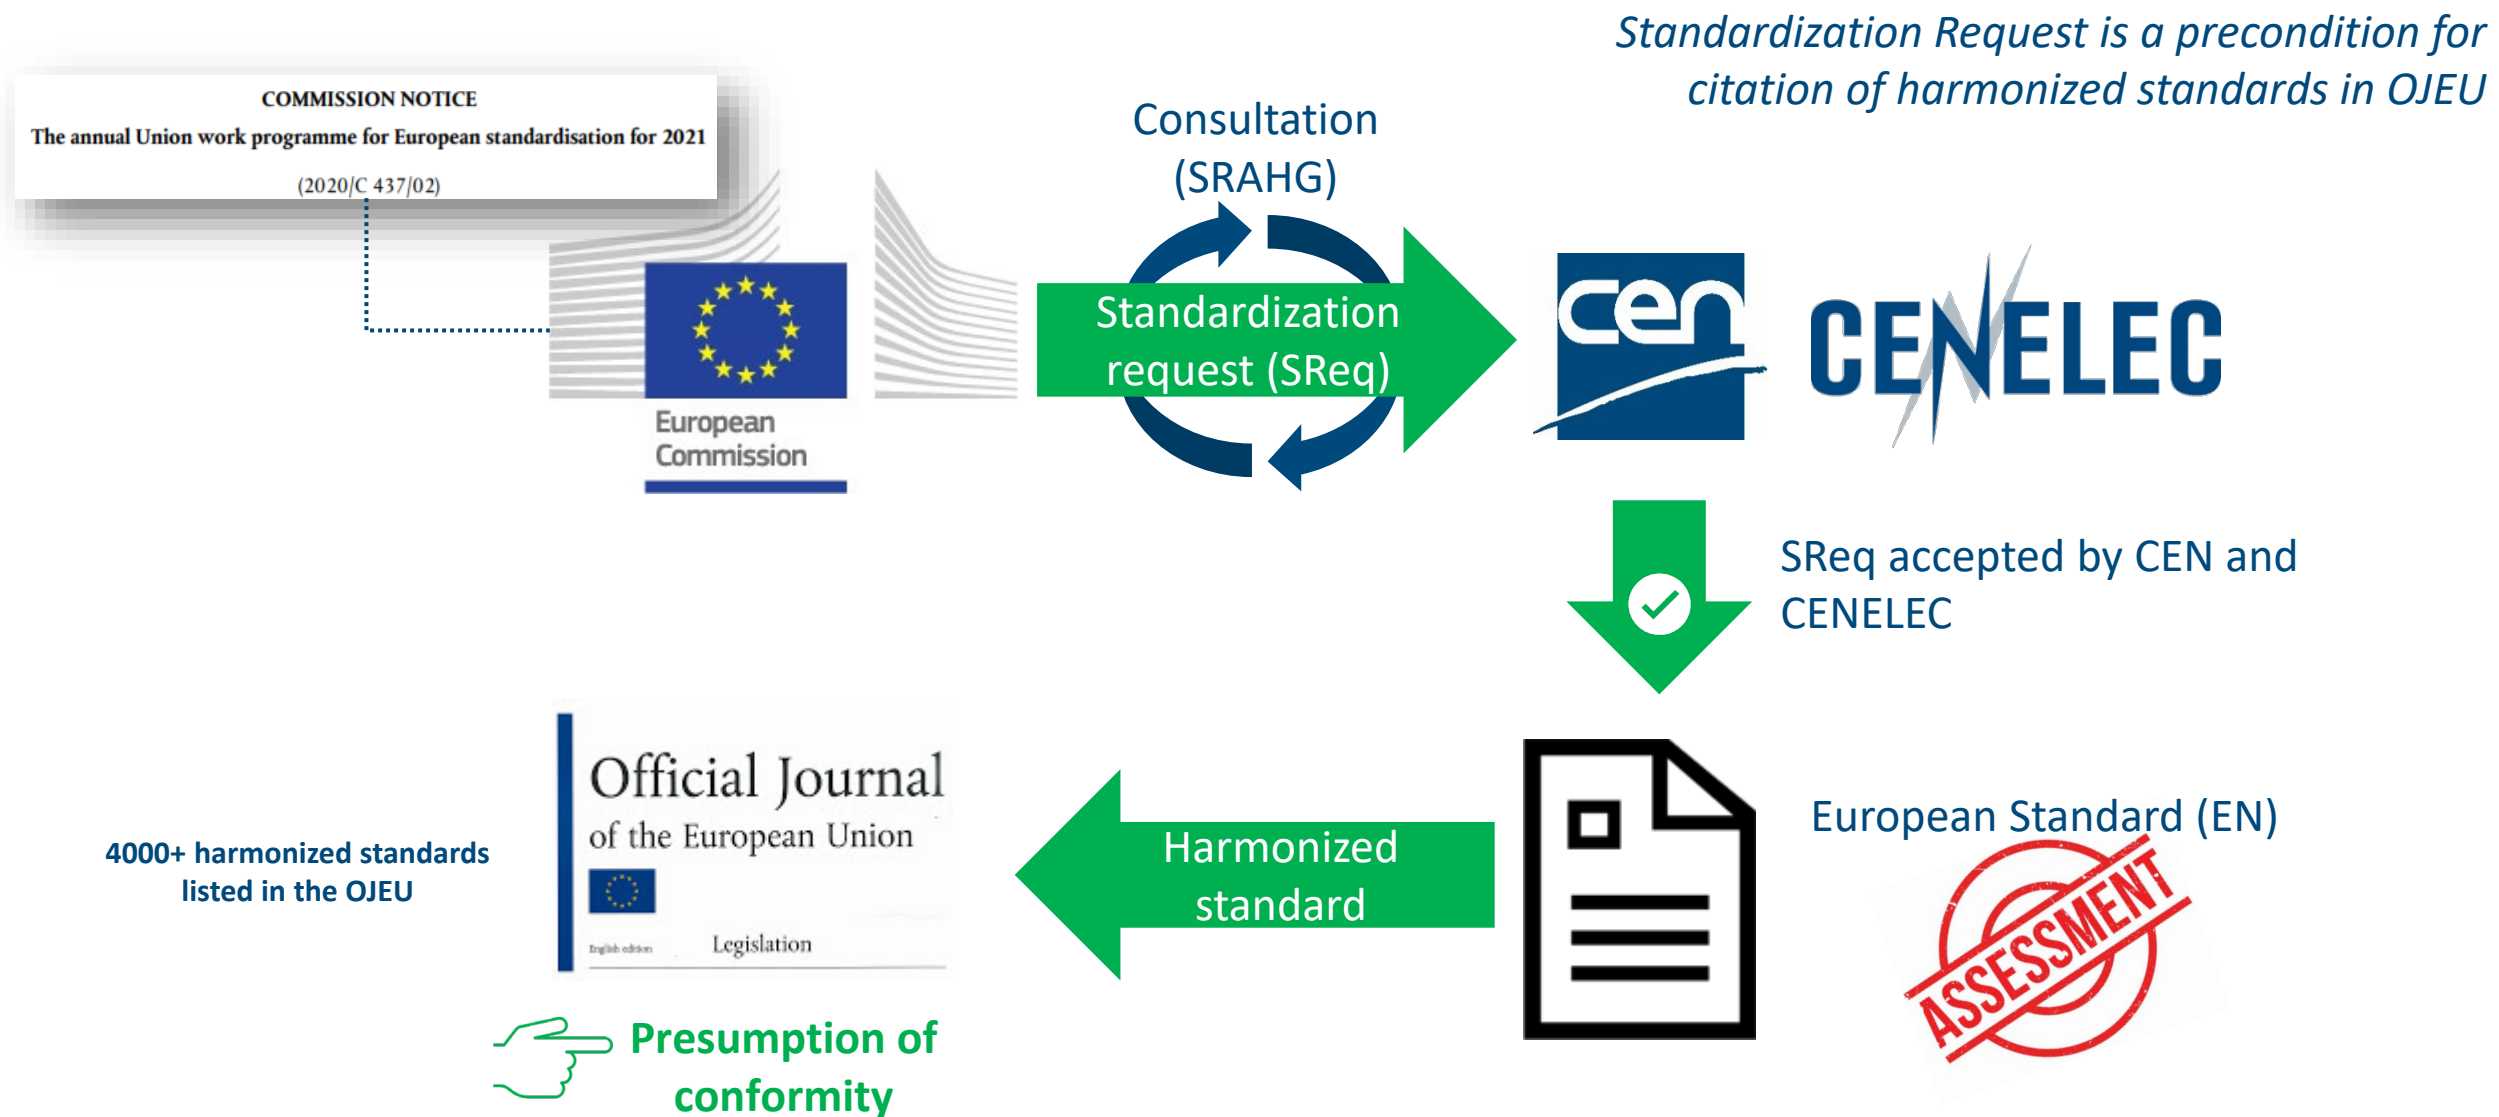 Standardization Request is a precondition for
citation of harmonized standards in OJEU
COMMISSION NOTICE
The annual Union work programme for European standardisation for 2021
(2020/C 437/02)
European
Commission
Consultation
(SRAHG)
Standardization
request (SReq)
cen
CENELEC
SReq accepted by CEN and
CENELEC
European Standard (EN)
ASSESSMENT
Harmonized
standard
Official Journal
of the European Union
English edition
Legislation
4000+ harmonized standards
listed in the OJEU
Presumption of
conformity